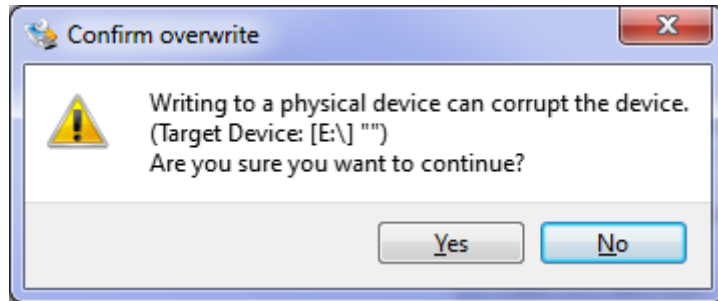 Confirm overwrite
Writing to a physical device can corrupt the device.
(Target Device: [E:\] "")
Are you sure you want to continue?
Yes
No